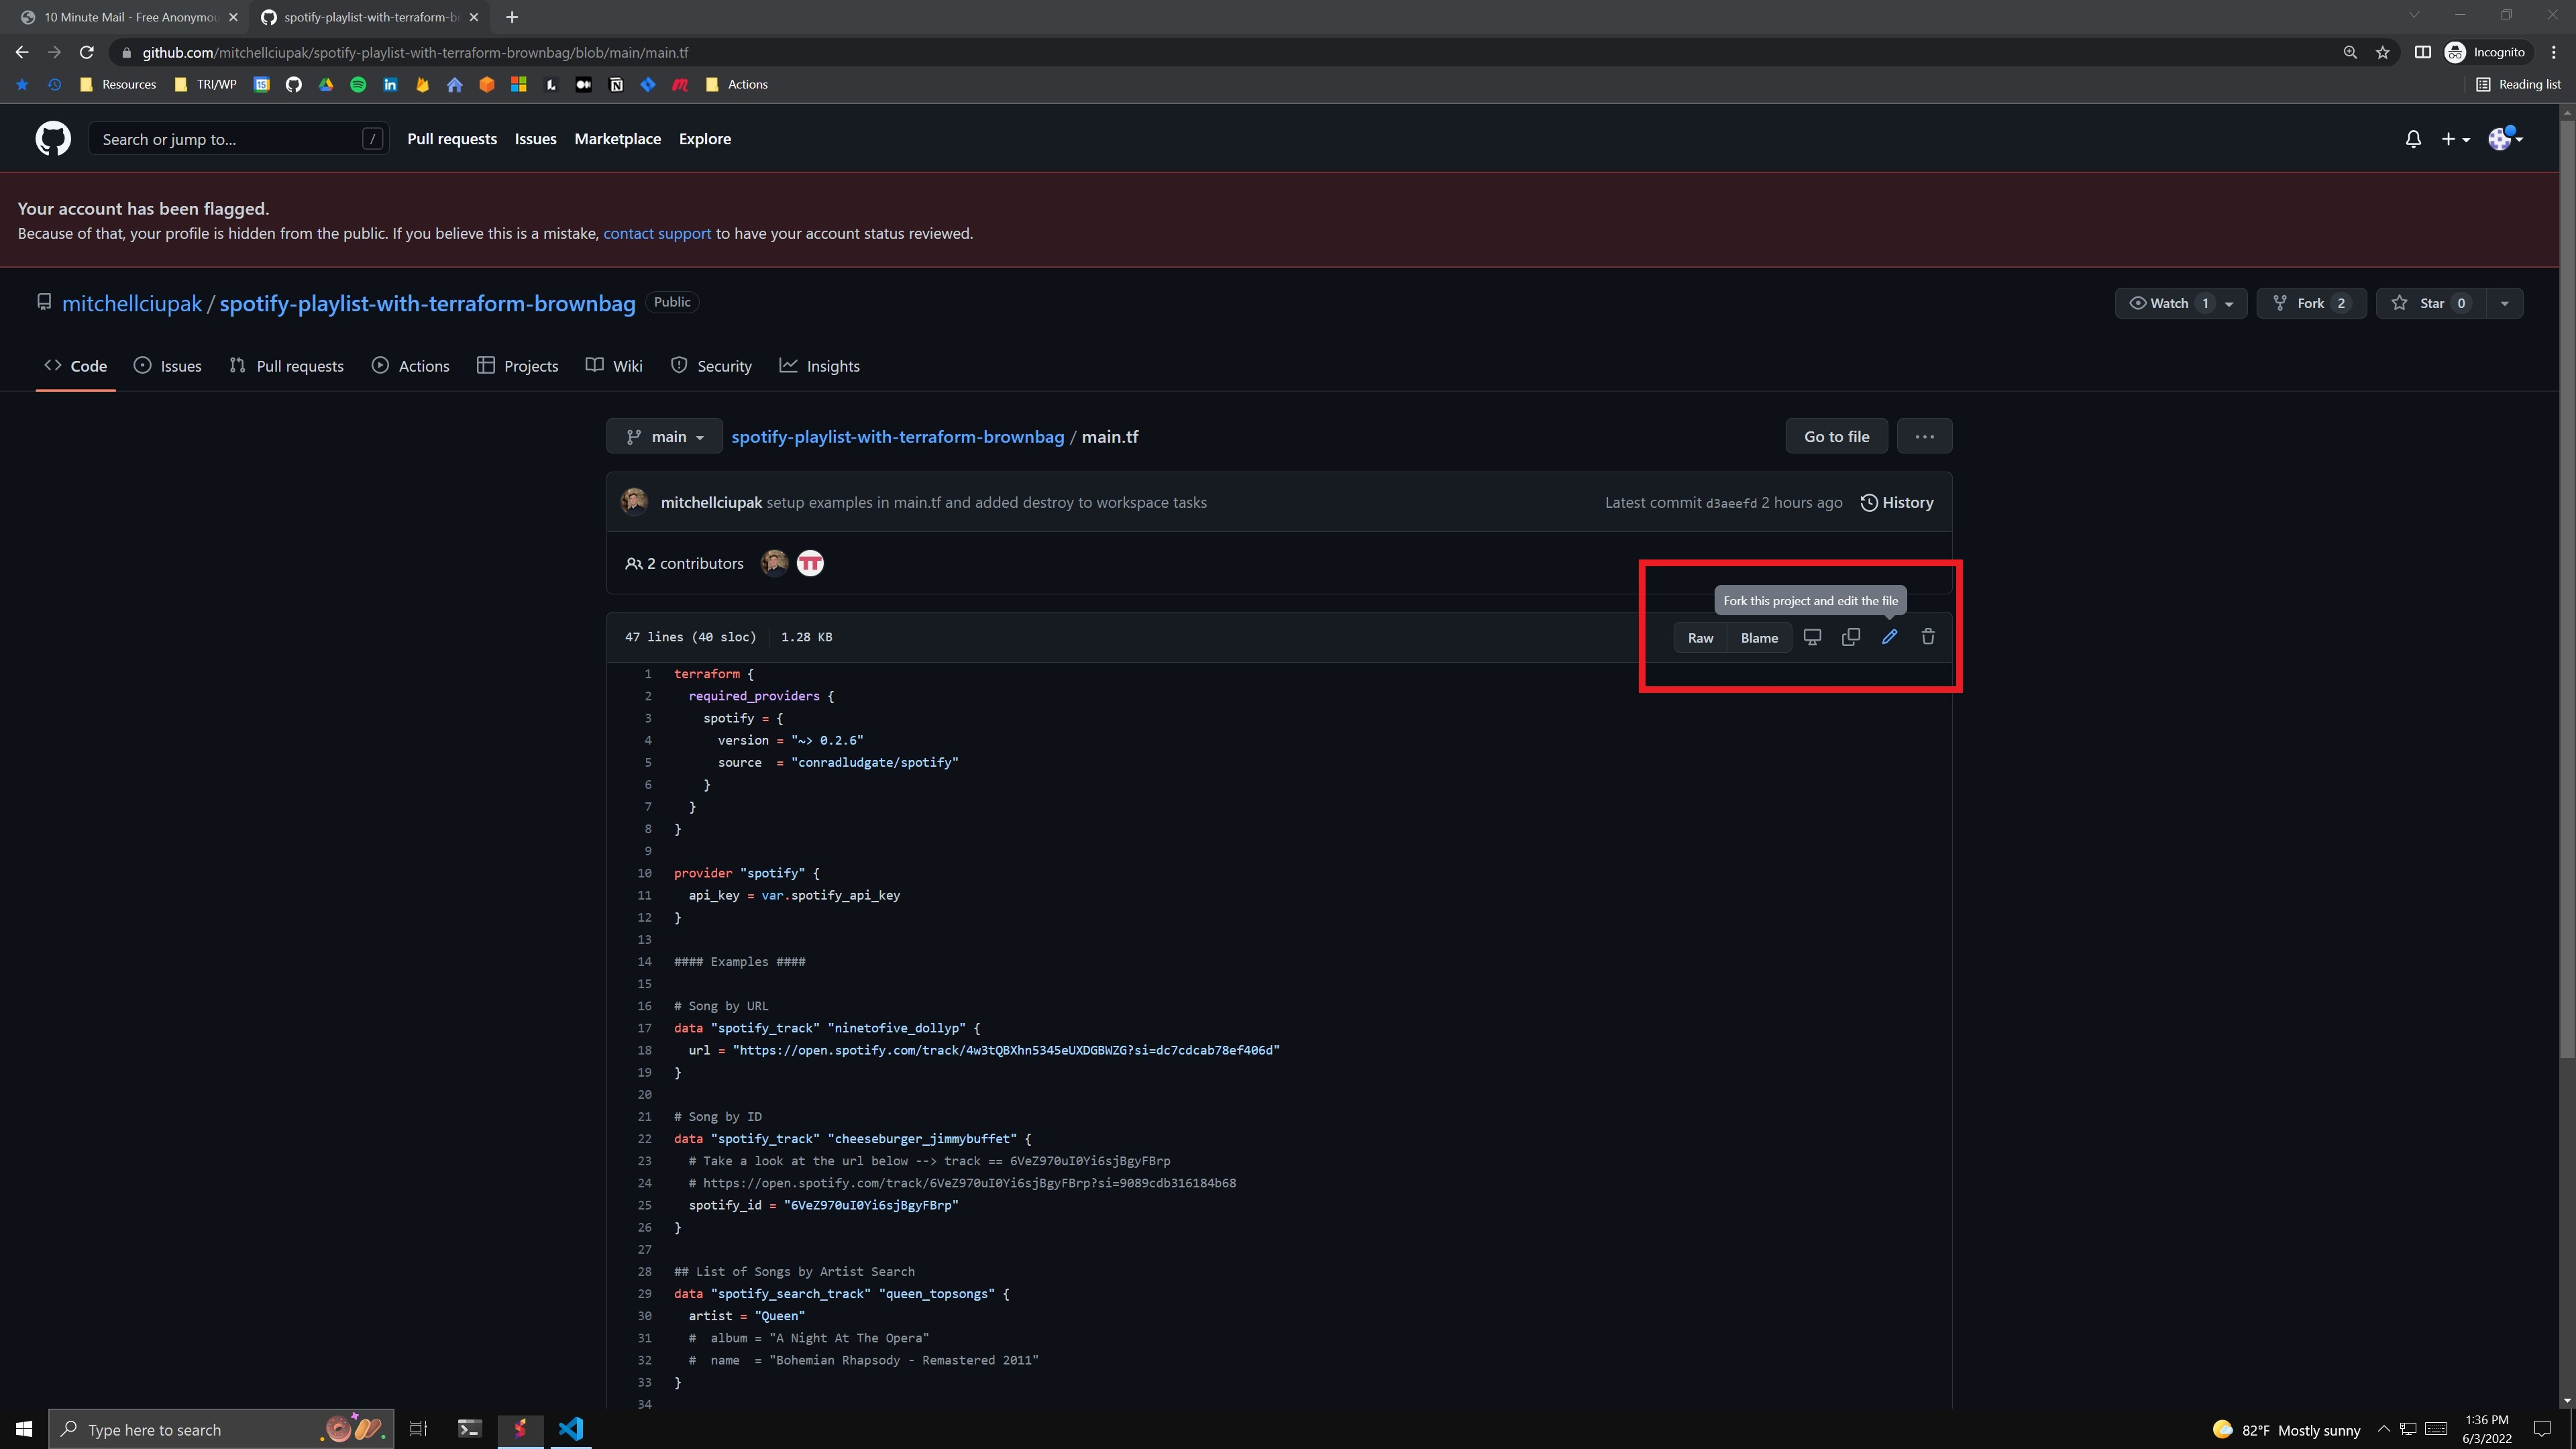 10 Minute Mail - Free Anonymou
spotify-playlist-with-terraform-br
github.com/mitchellciupak/spotify-playlist-with-terraform-brownbag/blob/main/main.tf
Incognito
Resources
TRI/WP
Actions
Reading list
Search or jump to...
/
Pull requests
Issues
Marketplace
Explore
Your account has been flagged.
Because of that, your profile is hidden from the public. If you believe this is a mistake, contact support to have your account status reviewed.
mitchellciupak / spotify-playlist-with-terraform-brownbag Public
Watch 1
Fork 2
Star 0
Code
Issues
Pull requests
Actions
Projects
Wiki
Security
Insights
main
spotify-playlist-with-terraform-brownbag / main.tf
Go to file
...
mitchellciupak setup examples in main.tf and added destroy to workspace tasks
Latest commit d3aeefd 2 hours ago
History
2 contributors
Fork this project and edit the file
47 lines (40 sloc) 1.28 KB
Raw
Blame
1 terraform {
2 required_providers {
3 spotify = {
4 version = "~> 0.2.6"
5 source = "conradludgate/spotify"
6 }
7 }
8 }
9
10 provider "spotify" {
11 api_key = var.spotify_api_key
12 }
13
14 #### Examples ####
15
16 # Song by URL
17 data "spotify_track" "ninetofive_dollyp" {
18 url = "https://open.spotify.com/track/4w3tQBXhn5345eUXDGBWZG?si=dc7cdcab78ef406d"
19 }
20
21 # Song by ID
22 data "spotify_track" "cheeseburger_jimmybuffet" {
23 # Take a look at the url below --> track == 6VeZ970uI0Yi6sjBgyFBrp
24 # https://open.spotify.com/track/6VeZ970uI0Yi6sjBgyFBrp?si=9089cdb316184b68
25 spotify_id = "6VeZ970uI0Yi6sjBgyFBrp"
26 }
27
28 ## List of Songs by Artist Search
29 data "spotify_search_track" "queen_topsongs" {
30 artist = "Queen"
31 # album = "A Night At The Opera"
32 # name = "Bohemian Rhapsody - Remastered 2011"
33 }
34
Type here to search
82°F Mostly sunny
1:36 PM
6/3/2022